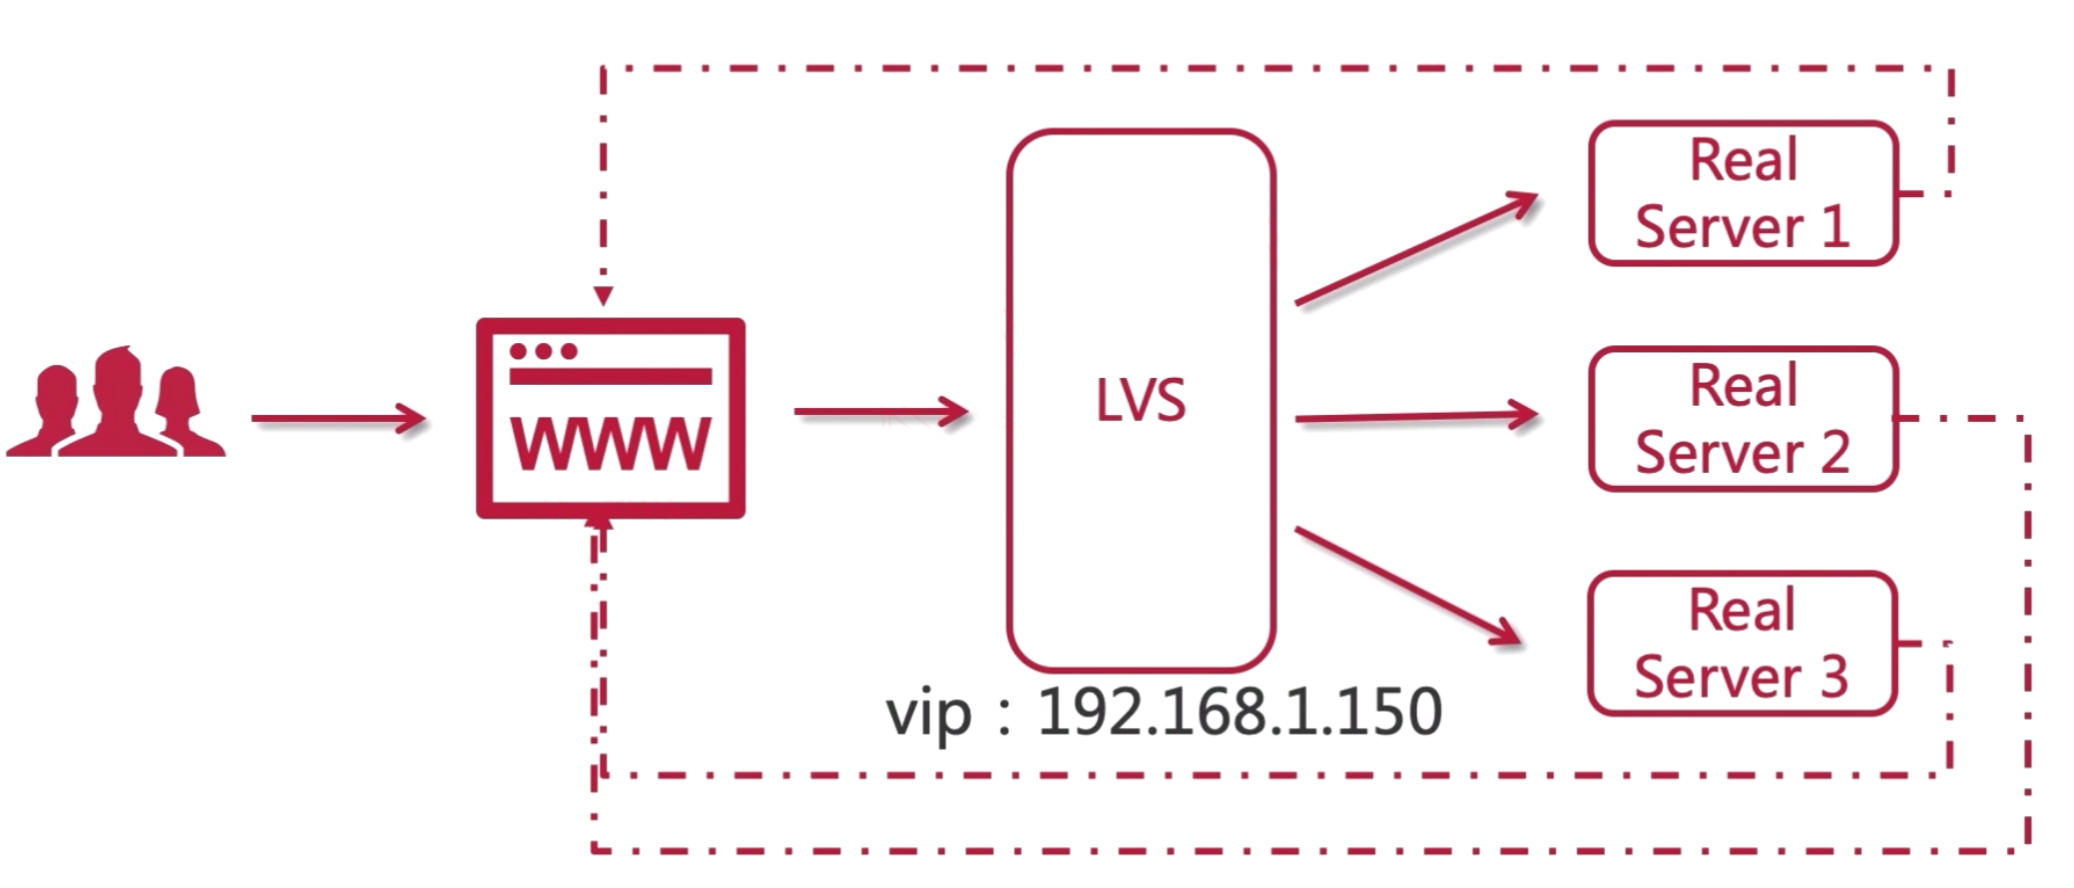 Real
Server 1
WWW
LVS
Real
Server 2
Real
Server 3
vip：192.168.1.150